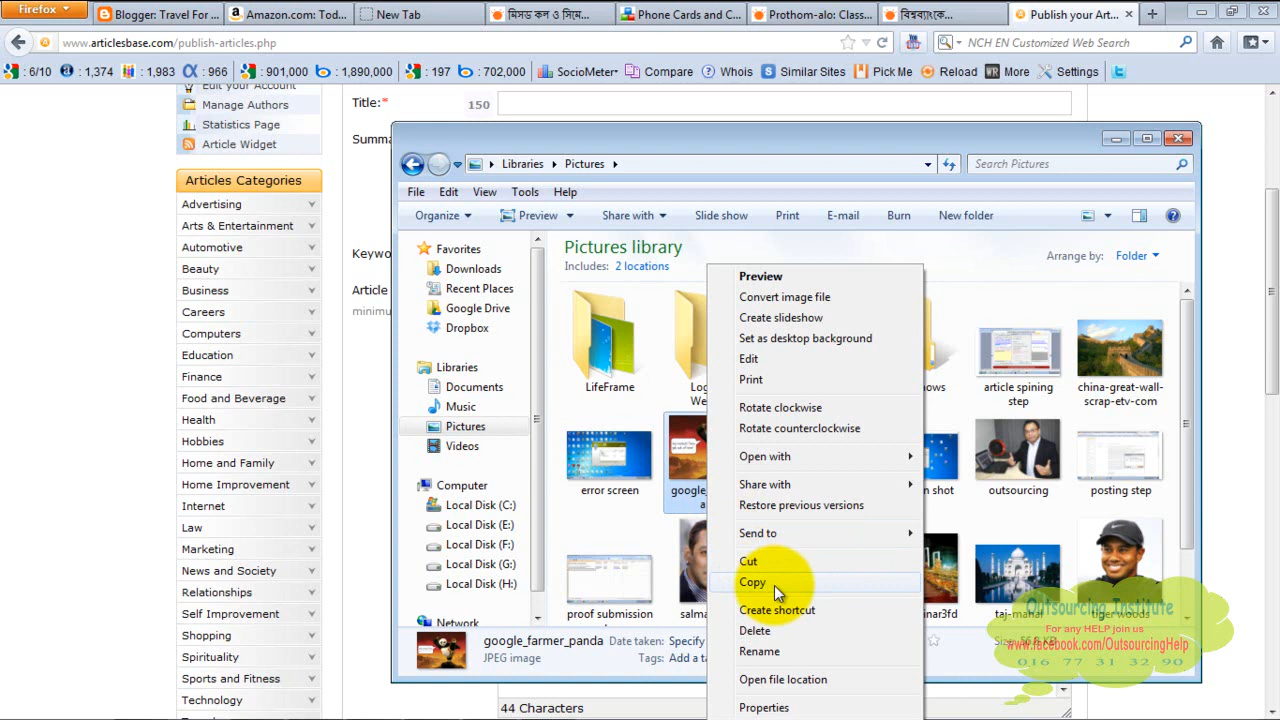 Firefox
Blogger: Travel For ...
Amazon.com: Tod...
New Tab
মিসড কল ও সিমে...
Phone Cards and C...
Prothom-alo: Class...
বিশ্বব্যাংকে...
Publish your Art...
www.articlesbase.com/publish-articles.php
NCH EN Customized Web Search
: 6/10 : 1,374 : 1,983 : 966 : 901,000 : 1,890,000 : 197 : 702,000 SocioMeter Compare Whois Similar Sites Pick Me Reload More Settings
Edit your Account
Manage Authors
Statistics Page
Article Widget
Articles Categories
Advertising
Arts & Entertainment
Automotive
Beauty
Business
Careers
Computers
Education
Finance
Food and Beverage
Health
Hobbies
Home and Family
Home Improvement
Internet
Law
Marketing
News and Society
Relationships
Self Improvement
Shopping
Spirituality
Sports and Fitness
Technology
Title:* 150
Summa
Keywo
Article
minimu
44 Characters
Libraries Pictures
Search Pictures
File Edit View Tools Help
Organize Preview Share with Slide show Print E-mail Burn New folder
Favorites
Downloads
Recent Places
Google Drive
Dropbox
Libraries
Documents
Music
Pictures
Videos
Computer
Local Disk (C:)
Local Disk (E:)
Local Disk (F:)
Local Disk (G:)
Local Disk (H:)
Network
Pictures library
Includes: 2 locations
Arrange by: Folder
LifeFrame
Log
We
ows
article spining
step
china-great-wall-
scrap-etv-com
error screen
google_
a
n shot
outsourcing
posting step
proof submission
salma
inar3fd
taj-mahal
tiger woods
Preview
Convert image file
Create slideshow
Set as desktop background
Edit
Print
Rotate clockwise
Rotate counterclockwise
Open with
Share with
Restore previous versions
Send to
Cut
Copy
Create shortcut
Delete
Rename
Open file location
Properties
google_farmer_panda Date taken: Specify
JPEG image Tags: Add a ta
Outsourcing Institute
For any HELP join us
www.facebook.com/OutsourcingHelp
016 77 31 32 90